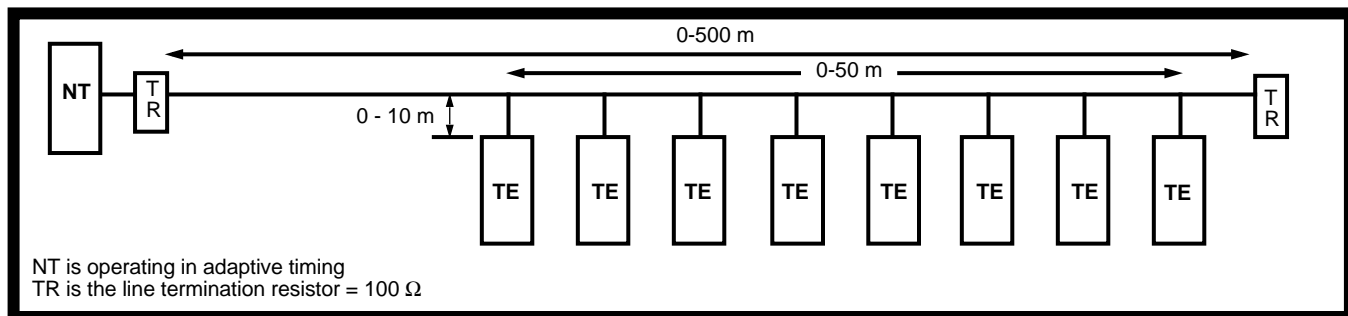 0-500 m
0-50 m
NT
T
R
T
R
0 - 10 m
TE TE TE TE TE TE TE TE
NT is operating in adaptive timing
TR is the line termination resistor = 100 Ω